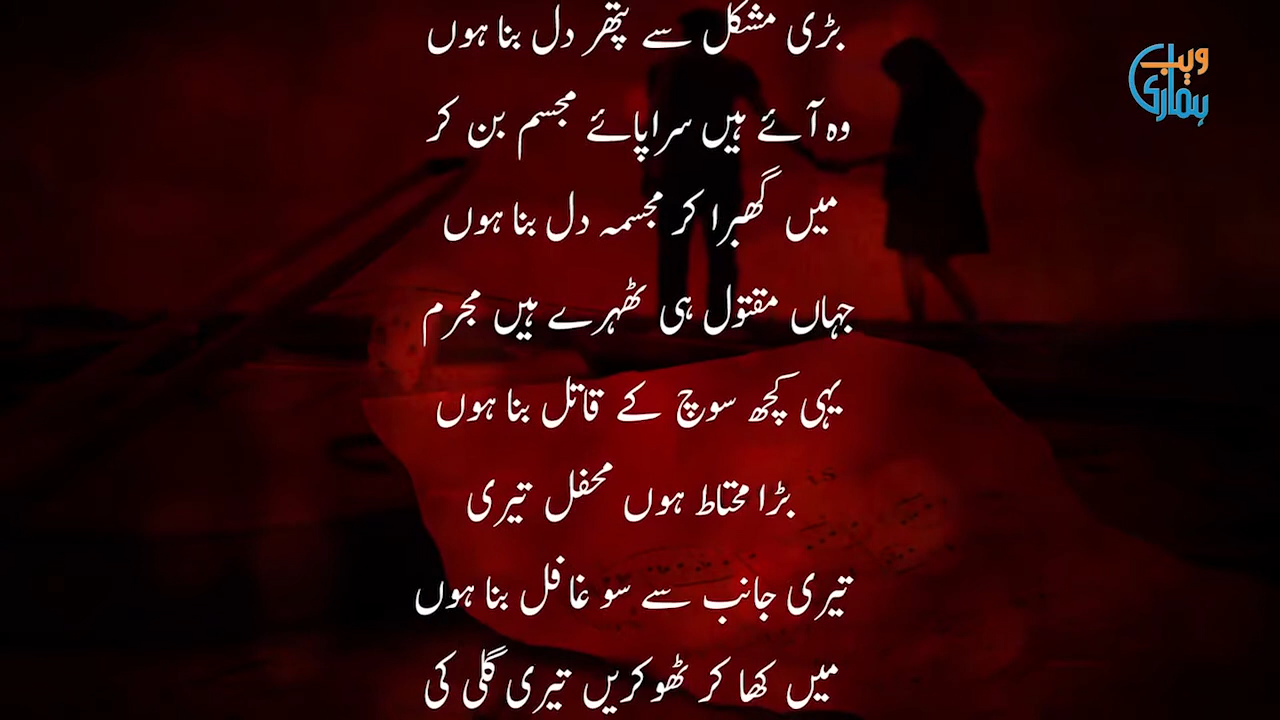 بڑی مشکل سے پتھر دل بنا ہوں
ویب
ہماری
وہ آئے ہیں سراپائے مجسم بن کر
میں گھبرا کر مجسمہ دل بنا ہوں
جہاں مقتول ہی ٹھہرے ہیں مجرم
یہی کچھ سوچ کے قاتل بنا ہوں
بڑا محتاط ہوں محفل تیری
تیری جانب سے سو غافل بنا ہوں
میں کھا کر ٹھوکریں تیری گلی کی